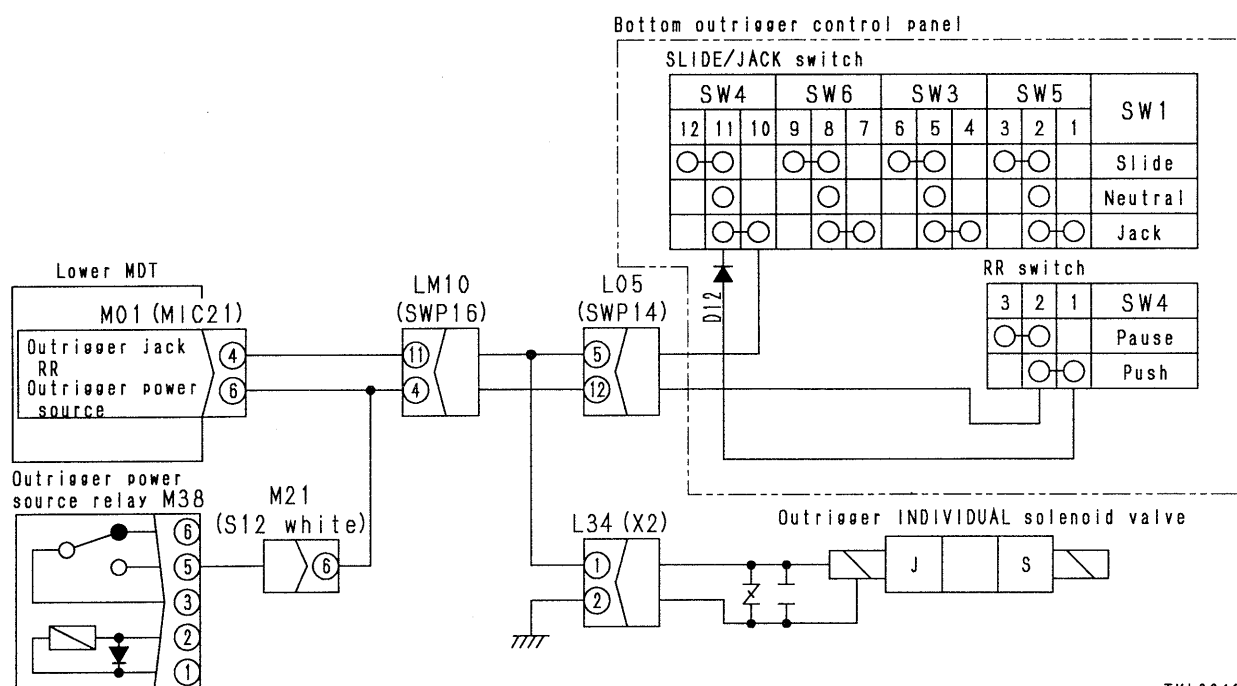 Bottom outrigger control panel
SLIDE/JACK switch
SW4 SW6 SW3 SW5 SW1
12 11 10 9 8 7 6 5 4 3 2 1
Slide
Neutral
Jack
RR switch
3 2 1 SW4
Pause
Push
D12
Lower MDT
M01 (MIC21)
Outrigger jack
RR
4
Outrigger power
source
6
LM10
(SWP16)
11
4
L05
(SWP14)
5
12
Outrigger power
source relay M38
6
5
3
2
1
M21
(S12 white)
6
L34 (X2)
1
2
Outrigger INDIVIDUAL solenoid valve
J S